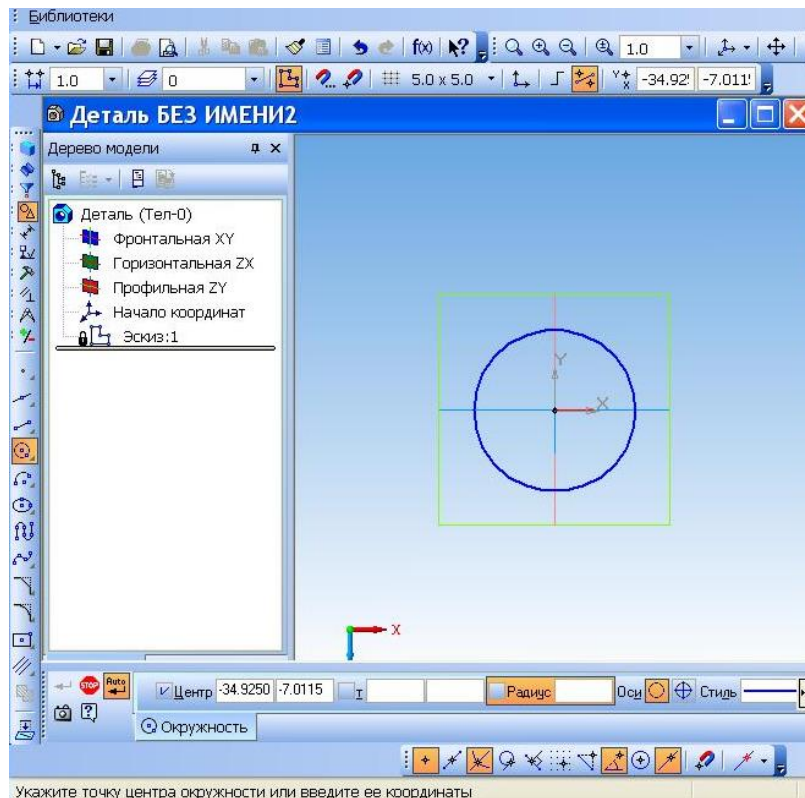 Библиотеки
f(x) 1.0
1.0 0 5.0 x 5.0 -34.92 -7.011
Деталь БЕЗ ИМЕНИ2
Дерево модели
Деталь (Тел-0)
Фронтальная XY
Горизонтальная ZX
Профильная ZY
Начало координат
Эскиз:1
Y
X
X
STOP Auto Центр -34.9250 -7.0115 т Радиус Оси Стиль
Окружность
Укажите точку центра окружности или введите ее координаты